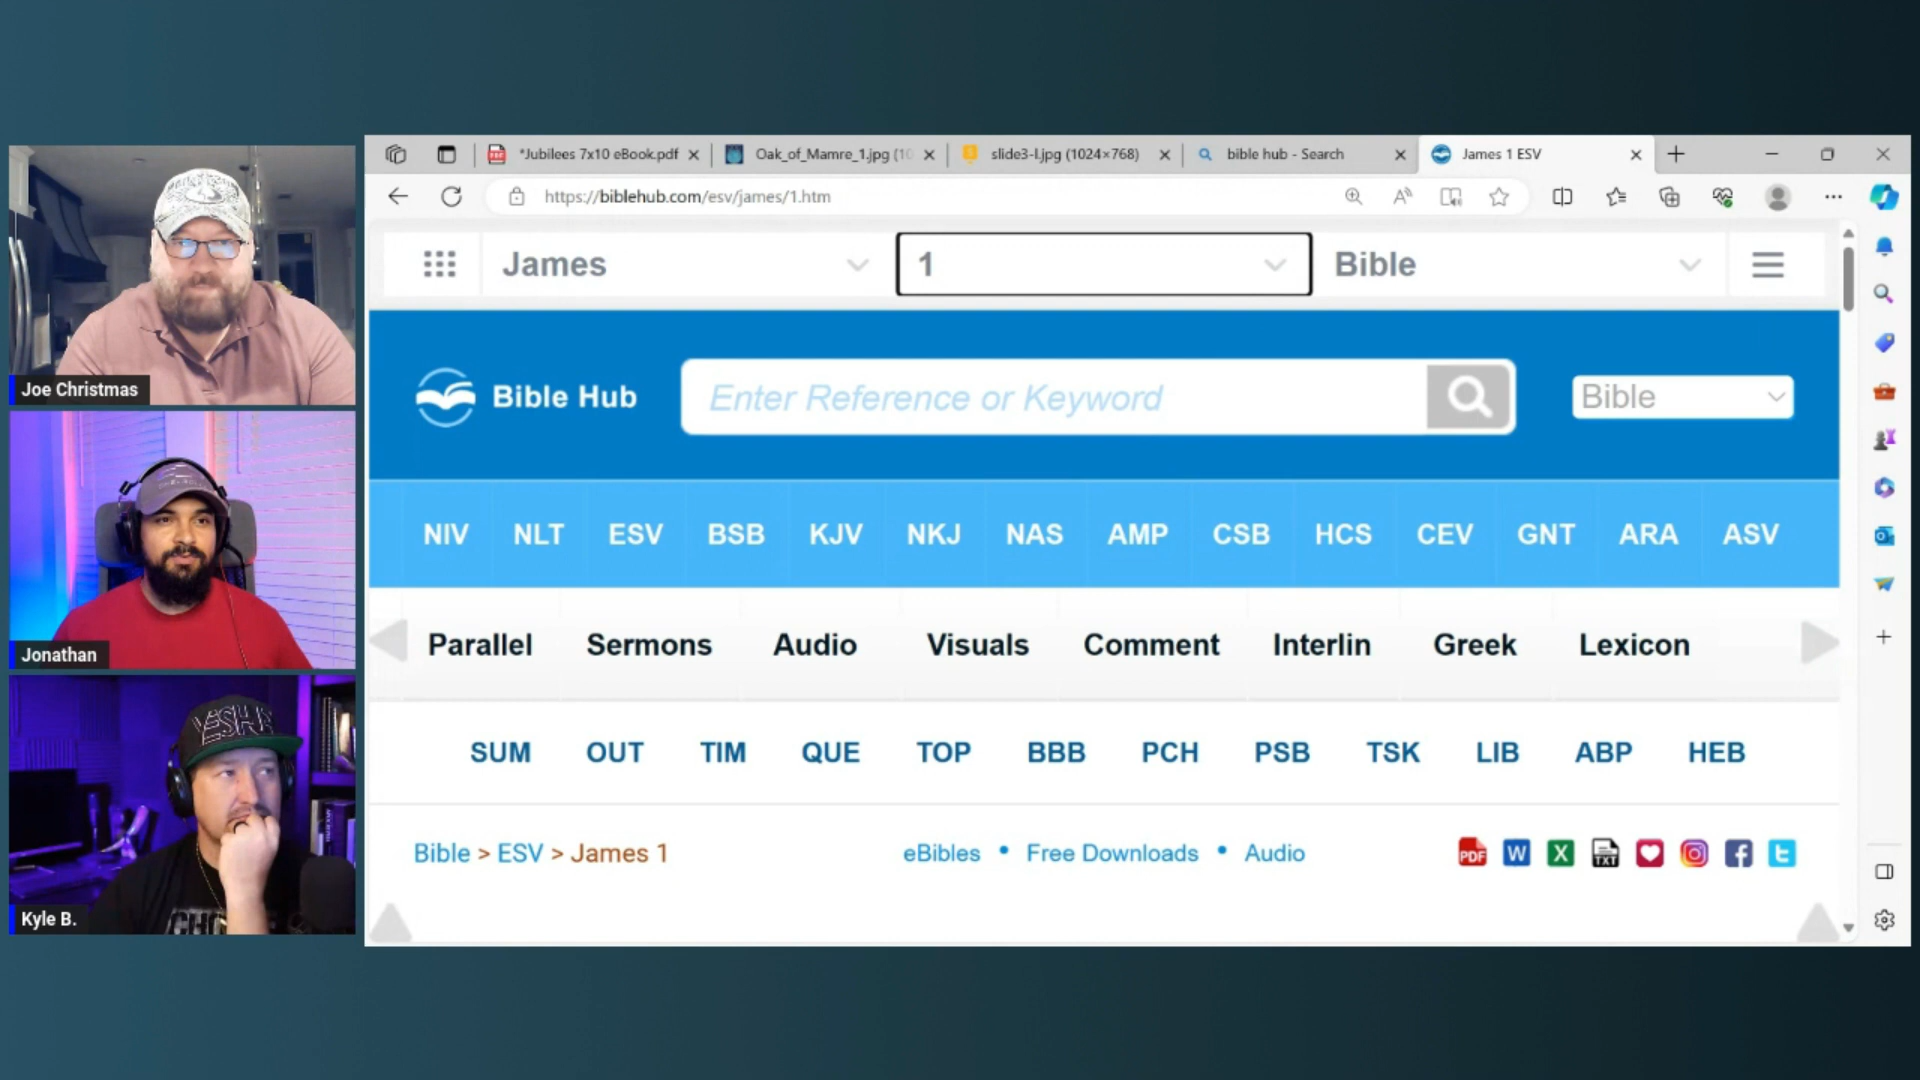 *Jubilees 7x10 eBook.pdf
Oak_of_Mamre_1.jpg (10
slide3-l.jpg (1024×768)
bible hub - Search
James 1 ESV
https://biblehub.com/esv/james/1.htm
James
1
Bible
Bible Hub
Enter Reference or Keyword
Bible
NIV NLT ESV BSB KJV NKJ NAS AMP CSB HCS CEV GNT ARA ASV
Parallel Sermons Audio Visuals Comment Interlin Greek Lexicon
SUM OUT TIM QUE TOP BBB PCH PSB TSK LIB ABP HEB
Bible > ESV > James 1
eBibles • Free Downloads • Audio
PDF W X TXT
Joe Christmas
Jonathan
Kyle B.